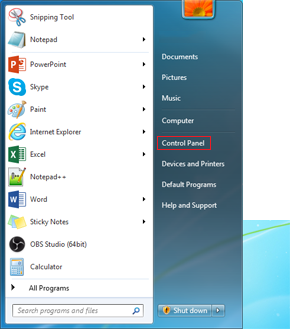 Snipping Tool
Notepad
PowerPoint
Skype
Paint
Internet Explorer
Excel
Notepad++
Word
Sticky Notes
OBS Studio (64bit)
Calculator
All Programs
Search programs and files
Documents
Pictures
Music
Computer
Control Panel
Devices and Printers
Default Programs
Help and Support
Shut down